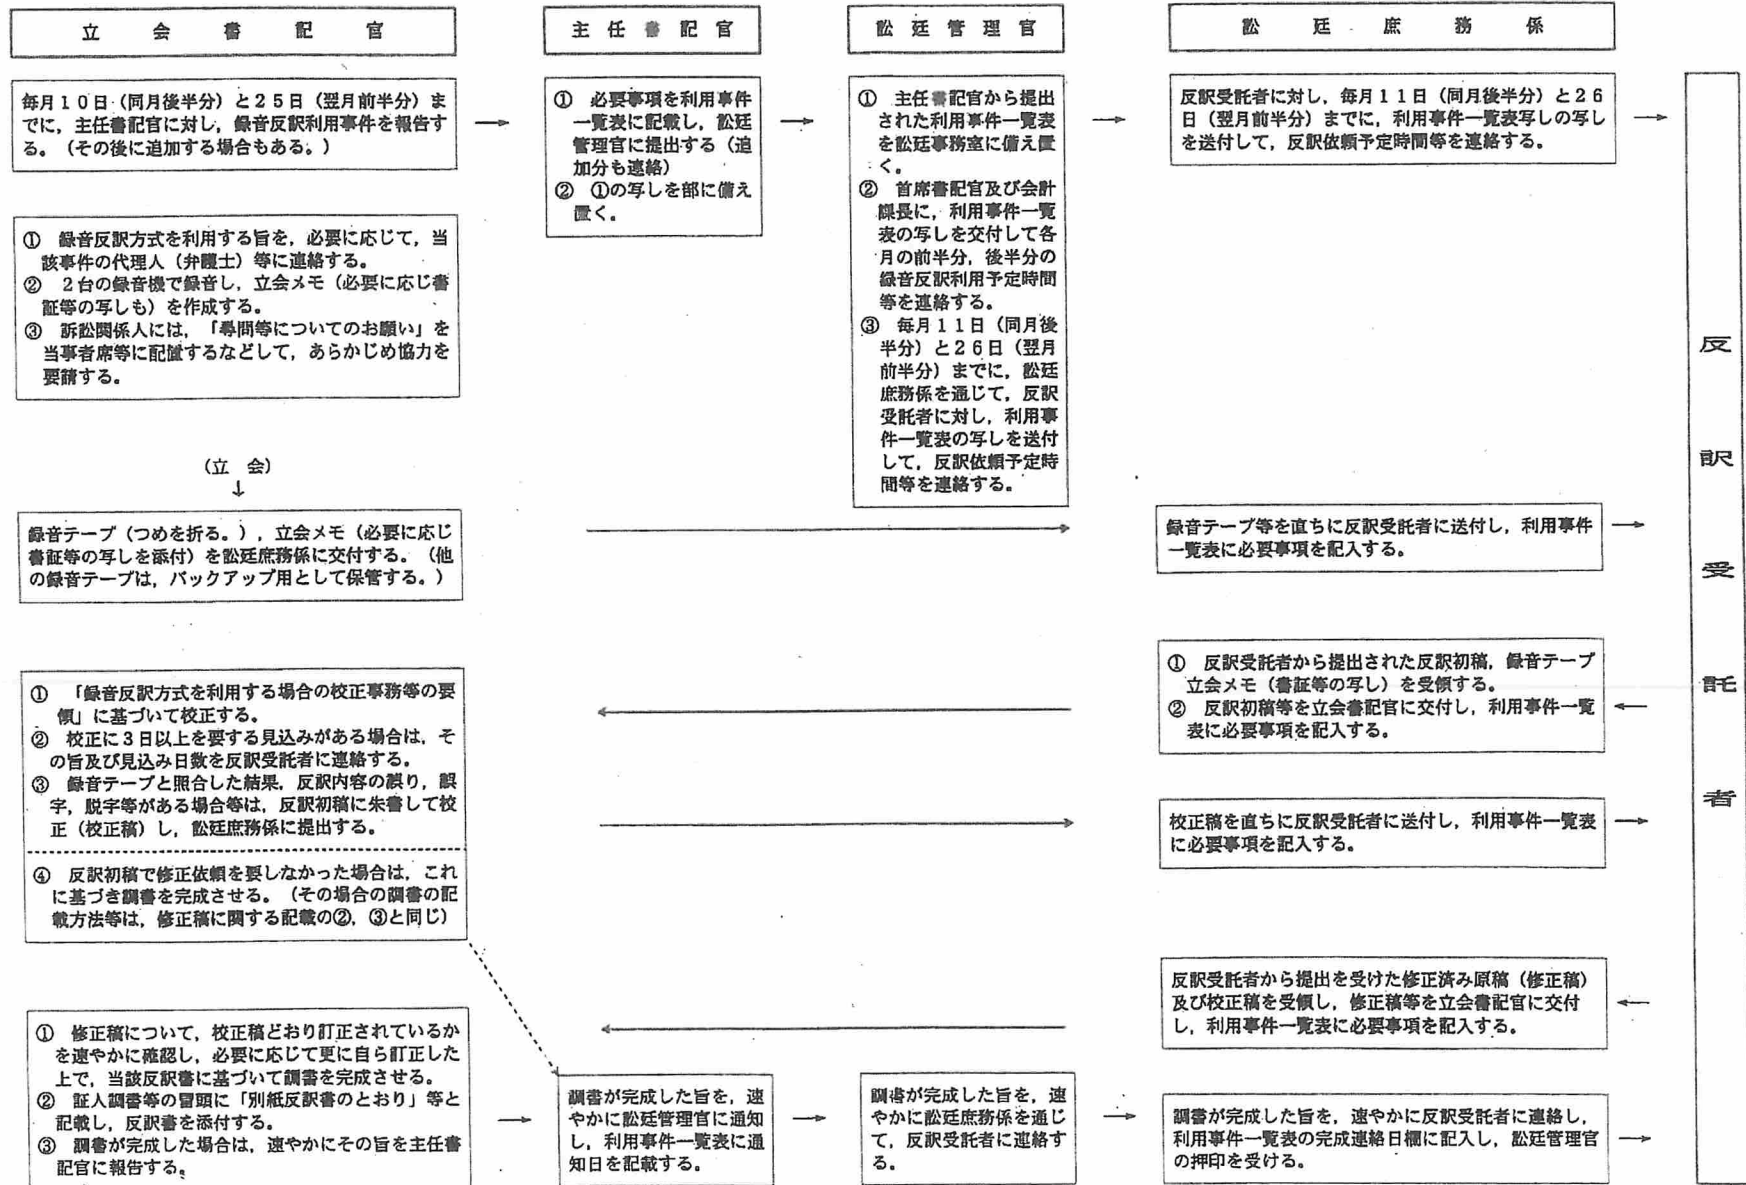 立会書記官
主任書記官
訟廷管理官
訟廷庶務係
毎月１０日（同月後半分）と２５日（翌月前半分）ま
でに，主任書記官に対し，録音反訳利用事件を報告す
る。（その後に追加する場合もある。）
→
① 必要事項を利用事件
一覧表に記載し，訟廷
管理官に提出する（追
加分も連絡）
② ①の写しを部に備え
置く。
→
① 主任書記官から提出
された利用事件一覧表
を訟廷事務室に備え置
く。
② 首席書記官及び会計
課長に，利用事件一覧
表の写しを交付して各
月の前半分，後半分の
録音反訳利用予定時間
等を連絡する。
③ 毎月１１日（同月後
半分）と２６日（翌月
前半分）までに，訟廷
庶務係を通じて，反訳
受託者に対し，利用事
件一覧表の写しを送付
して，反訳依頼予定時
間等を連絡する。
→
反訳受託者に対し，毎月１１日（同月後半分）と２６
日（翌月前半分）までに，利用事件一覧表写しの写し
を送付して，反訳依頼予定時間等を連絡する。
→
反訳受託者
① 録音反訳方式を利用する旨を，必要に応じて，当
該事件の代理人（弁護士）等に連絡する。
② ２台の録音機で録音し，立会メモ（必要に応じ書
証等の写しも）を作成する。
③ 訴訟関係人には，「尋問等についてのお願い」を
当事者席等に配置するなどして，あらかじめ協力を
要請する。
（立 会）
↓
録音テープ（つめを折る。），立会メモ（必要に応じ
書証等の写しを添付）を訟廷庶務係に交付する。（他
の録音テープは，バックアップ用として保管する。）
→
録音テープ等を直ちに反訳受託者に送付し，利用事件
一覧表に必要事項を記入する。
→
① 反訳受託者から提出された反訳初稿，録音テープ
立会メモ（書証等の写し）を受領する。
② 反訳初稿等を立会書記官に交付し，利用事件一覧
表に必要事項を記入する。
←
←
① 「録音反訳方式を利用する場合の校正事務等の要
領」に基づいて校正する。
② 校正に３日以上を要する見込みがある場合は，そ
の旨及び見込み日数を反訳受託者に連絡する。
③ 録音テープと照合した結果，反訳内容の誤り，誤
字，脱字等がある場合等は，反訳初稿に朱書して校
正（校正稿）し，訟廷庶務係に提出する。
④ 反訳初稿で修正依頼を要しなかった場合は，これ
に基づき調書を完成させる。（その場合の調書の記
載方法等は，修正稿に関する記載の②，③と同じ）
→
校正稿を直ちに反訳受託者に送付し，利用事件一覧表
に必要事項を記入する。
→
反訳受託者から提出を受けた修正済み原稿（修正稿）
及び校正稿を受領し，修正稿等を立会書記官に交付
し，利用事件一覧表に必要事項を記入する。
←
←
① 修正稿について，校正稿どおり訂正されているか
を速やかに確認し，必要に応じて更に自ら訂正した
上で，当該反訳書に基づいて調書を完成させる。
② 証人調書等の冒頭に「別紙反訳書のとおり」等と
記載し，反訳書を添付する。
③ 調書が完成した場合は，速やかにその旨を主任書
記官に報告する。
→
調書が完成した旨を，速
やかに訟廷管理官に通知
し，利用事件一覧表に通
知日を記載する。
→
調書が完成した旨を，速
やかに訟廷庶務係を通じ
て，反訳受託者に連絡す
る。
→
調書が完成した旨を，速やかに反訳受託者に連絡し，
利用事件一覧表の完成連絡日欄に記入し，訟廷管理官
の押印を受ける。
→